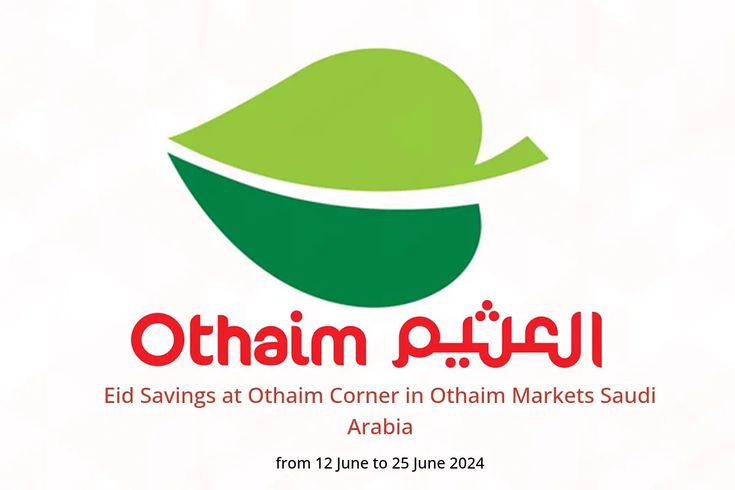 Othaim العثيم
Eid Savings at Othaim Corner in Othaim Markets Saudi
Arabia
from 12 June to 25 June 2024